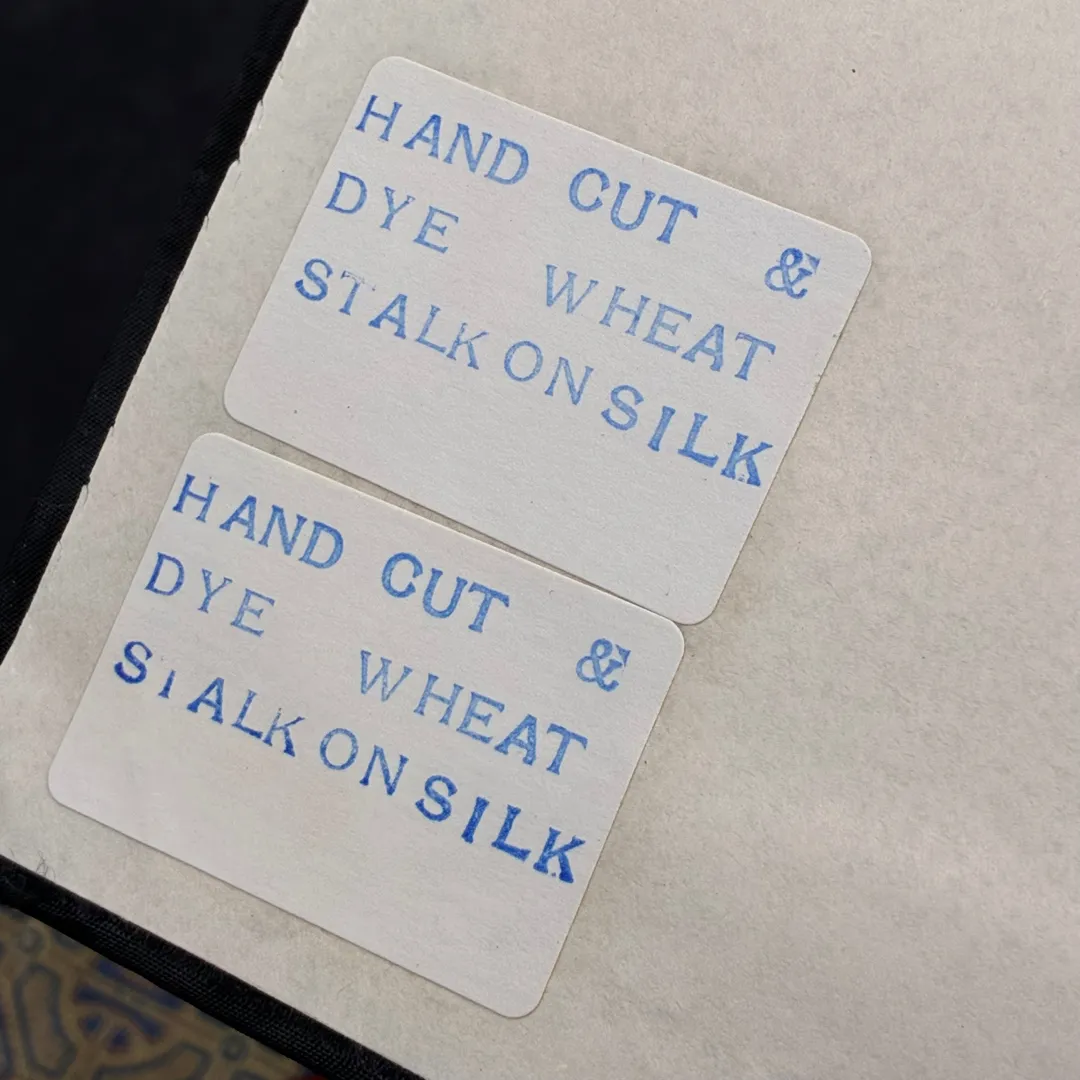 HAND CUT &
DYE WHEAT
STALK ON SILK
HAND CUT &
DYE WHEAT
STALK ON SILK